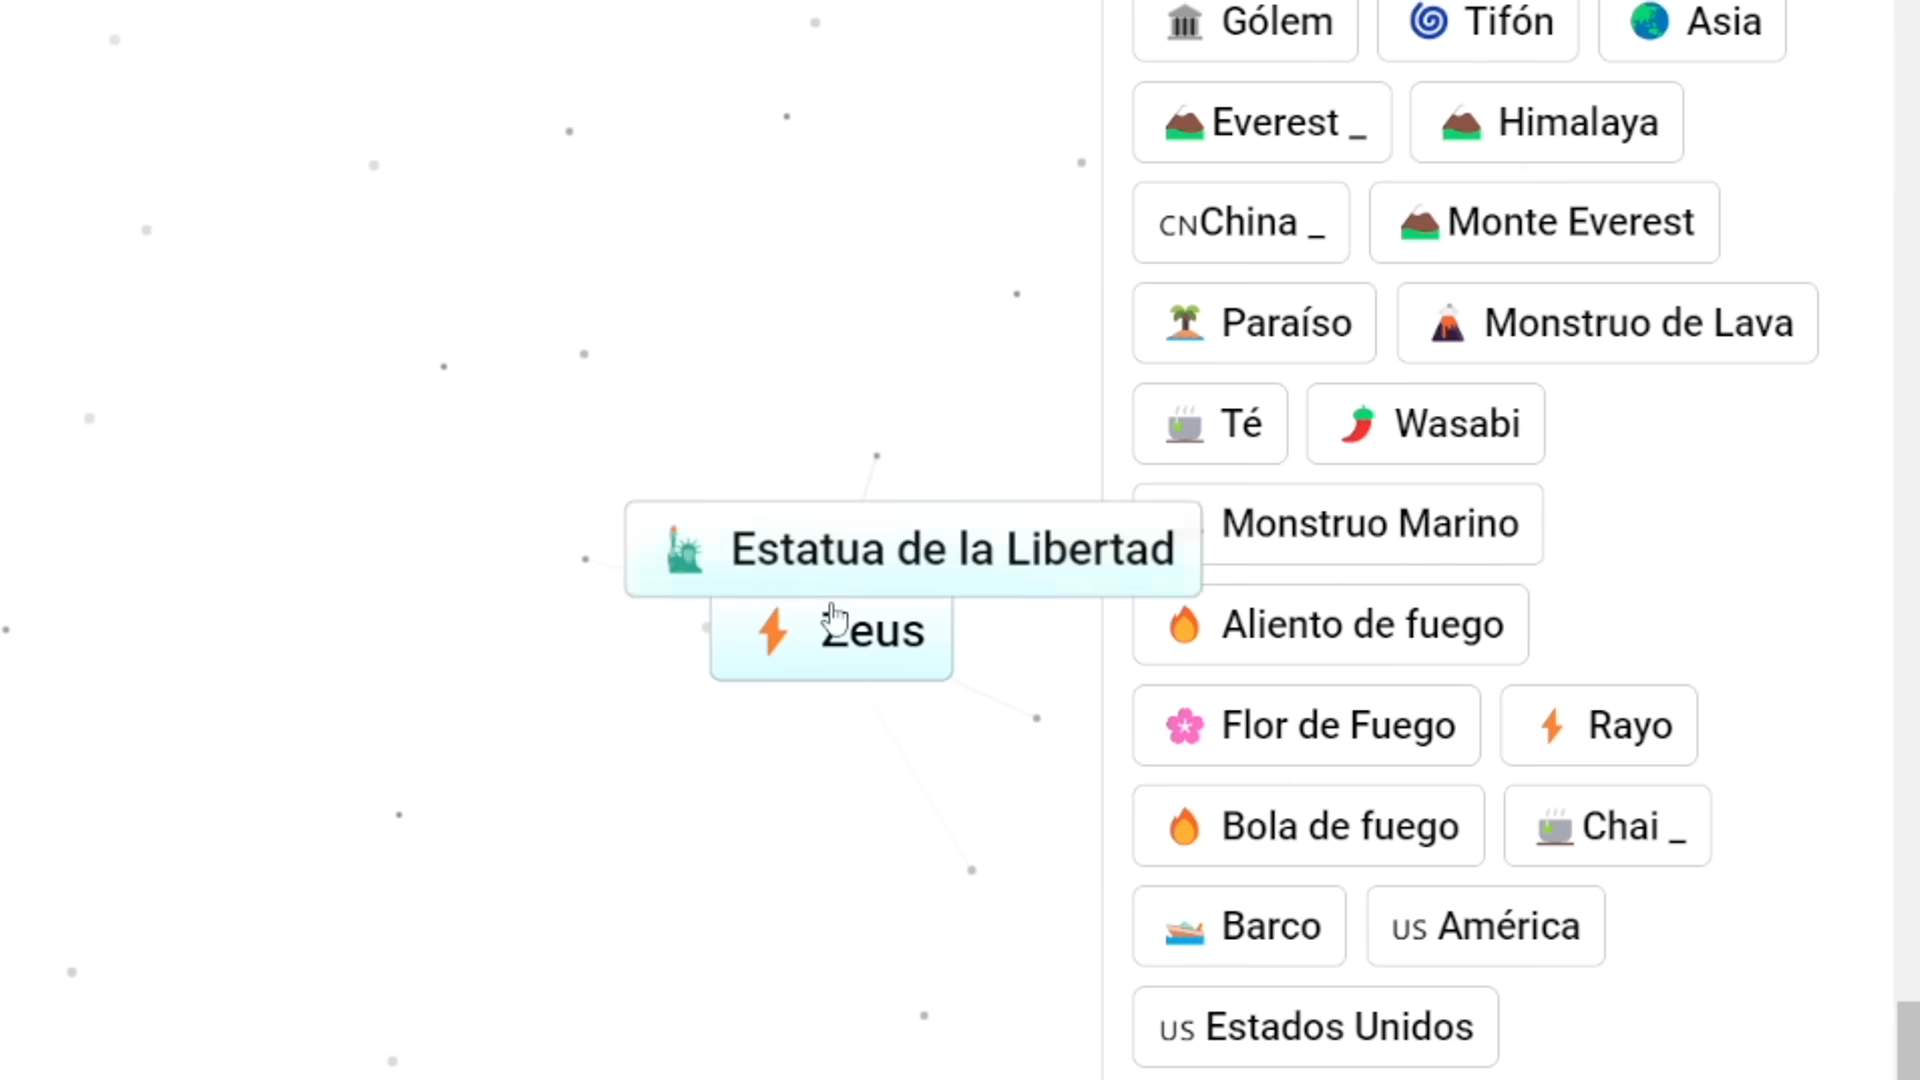 Gólem Tifón Asia
Everest _ Himalaya
CN China _ Monte Everest
Paraíso Monstruo de Lava
Té Wasabi
Estatua de la Libertad Monstruo Marino
Zeus Aliento de fuego
Flor de Fuego Rayo
Bola de fuego Chai _
Barco US América
US Estados Unidos